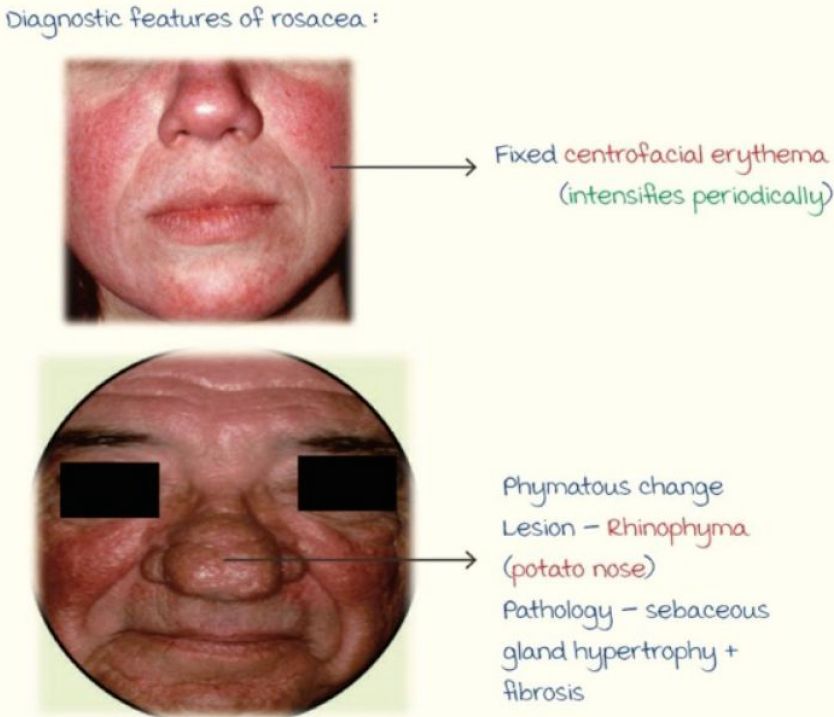 Diagnostic features of rosacea :
Fixed centrofacial erythema
(intensifies periodically)
Phymatous change
Lesion – Rhinophyma
(potato nose)
Pathology – sebaceous
gland hypertrophy +
fibrosis